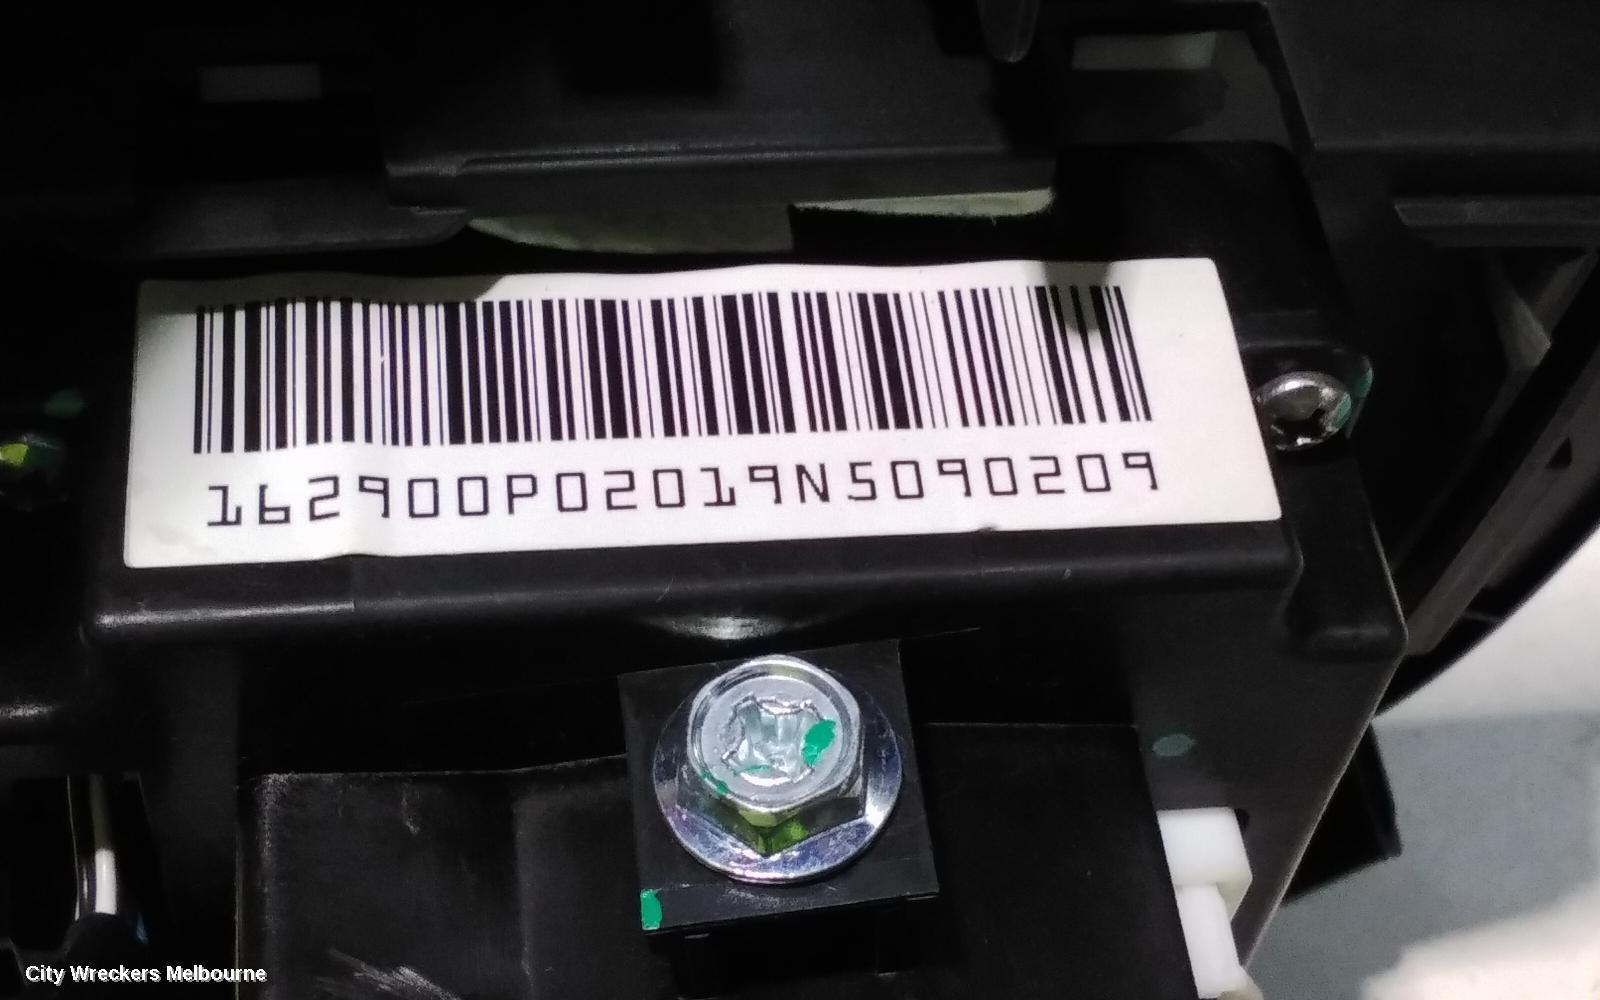 162900P02019N5090209
City Wreckers Melbourne